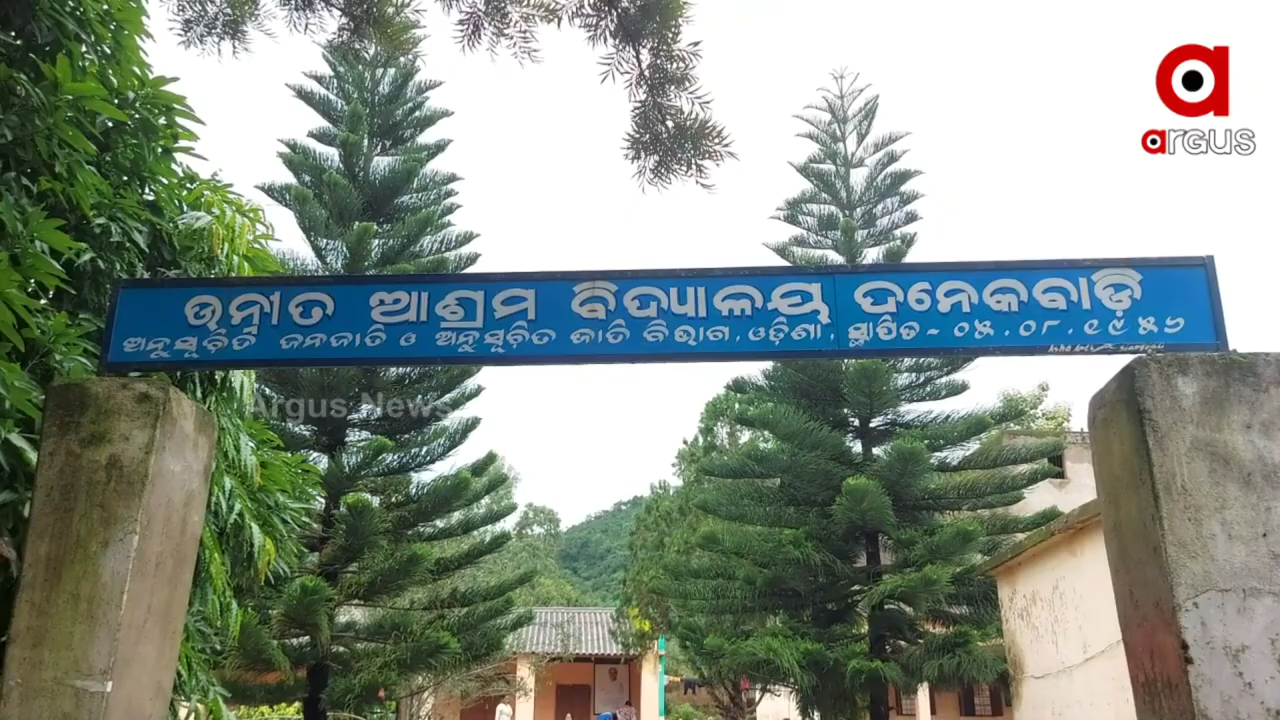 argus
ଉନ୍ନୀତ ଆଶ୍ରମ ବିଦ୍ୟାଳୟ ଦନେକବାଡ଼ି
ଅନୁସୂଚିତ ଜନଜାତି ଓ ଅନୁସୂଚିତ ଜାତି ବିଭାଗ, ଓଡ଼ିଶା, ସ୍ଥାପିତ - ୦୫.୦୮.୧୯୫୬
Argus News